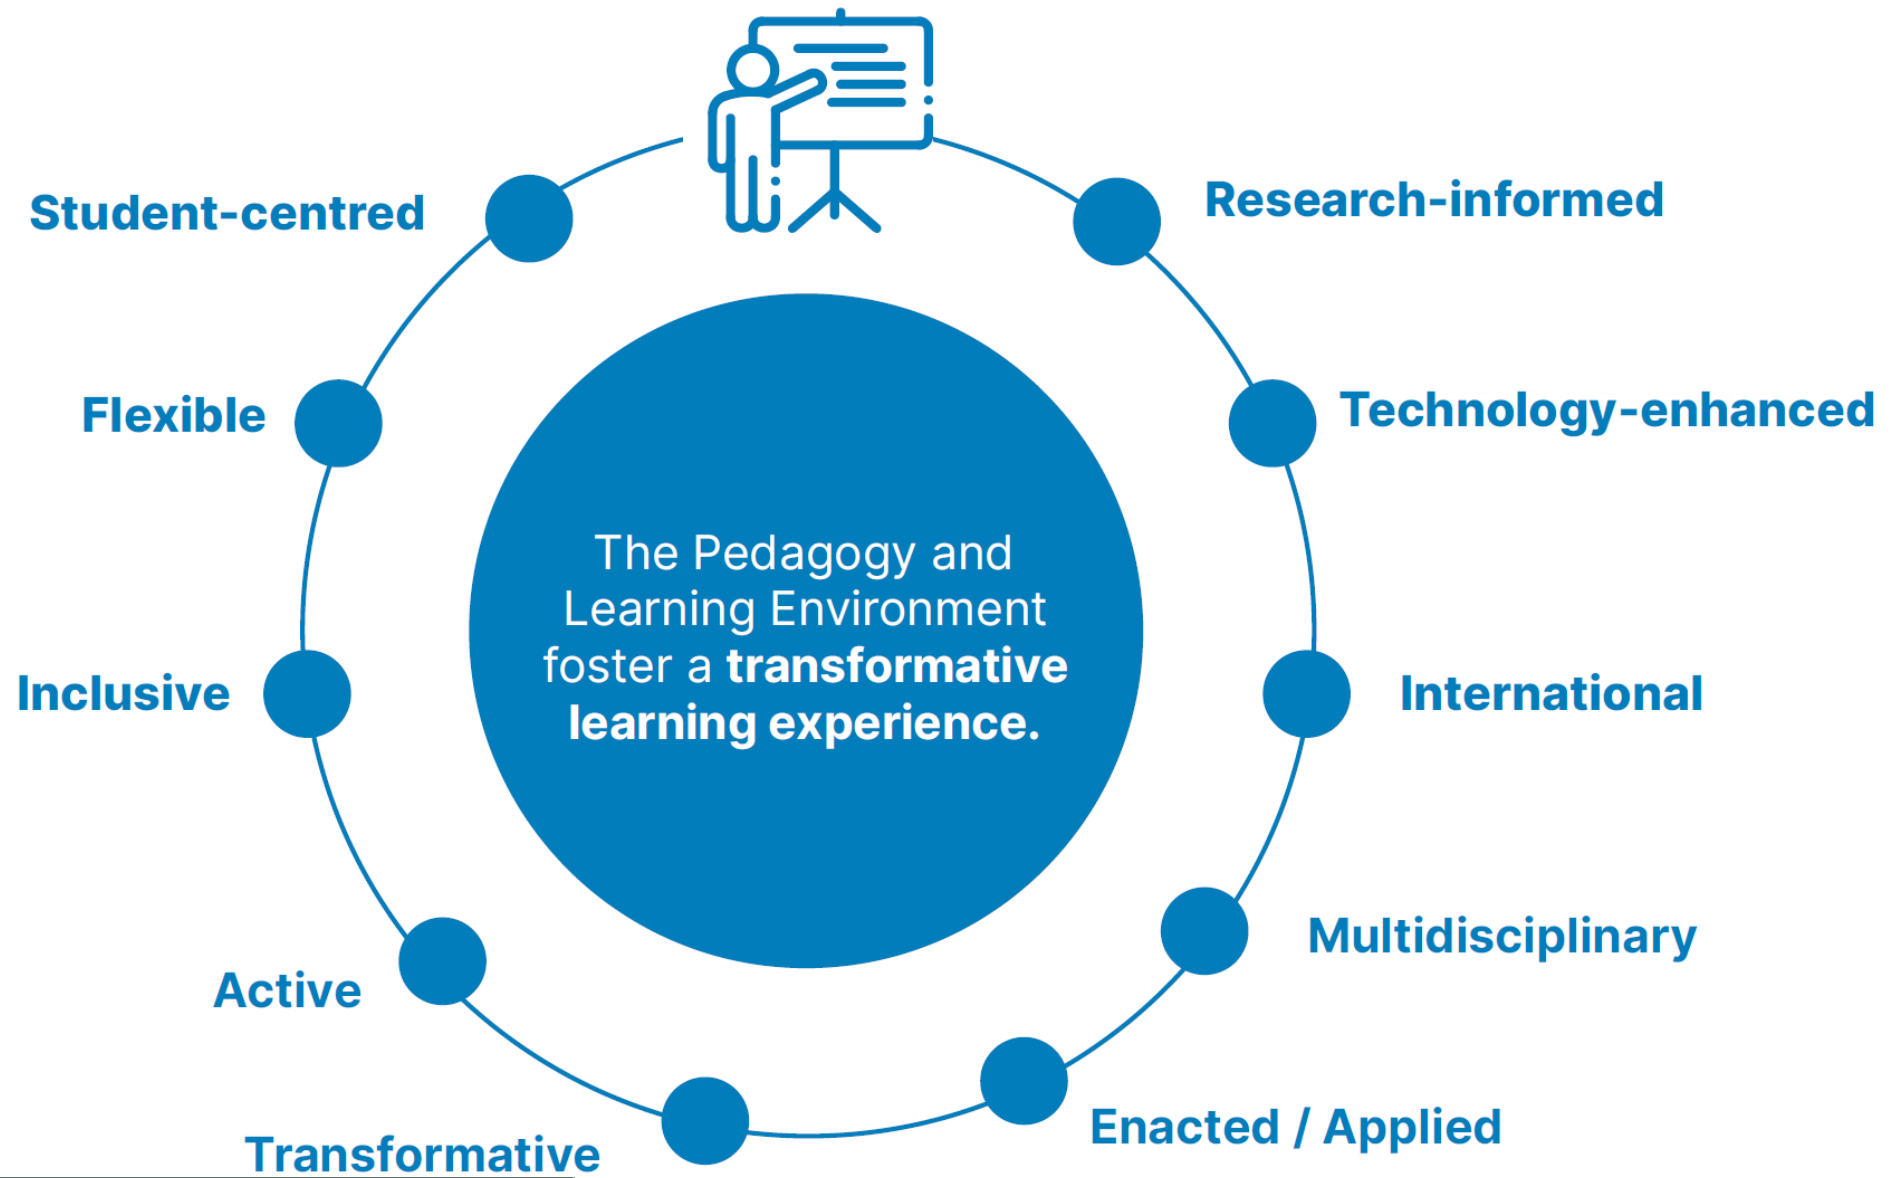 Student-centred
Research-informed
Flexible
Technology-enhanced
The Pedagogy and
Learning Environment
foster a transformative
learning experience.
Inclusive
International
Active
Multidisciplinary
Transformative
Enacted / Applied